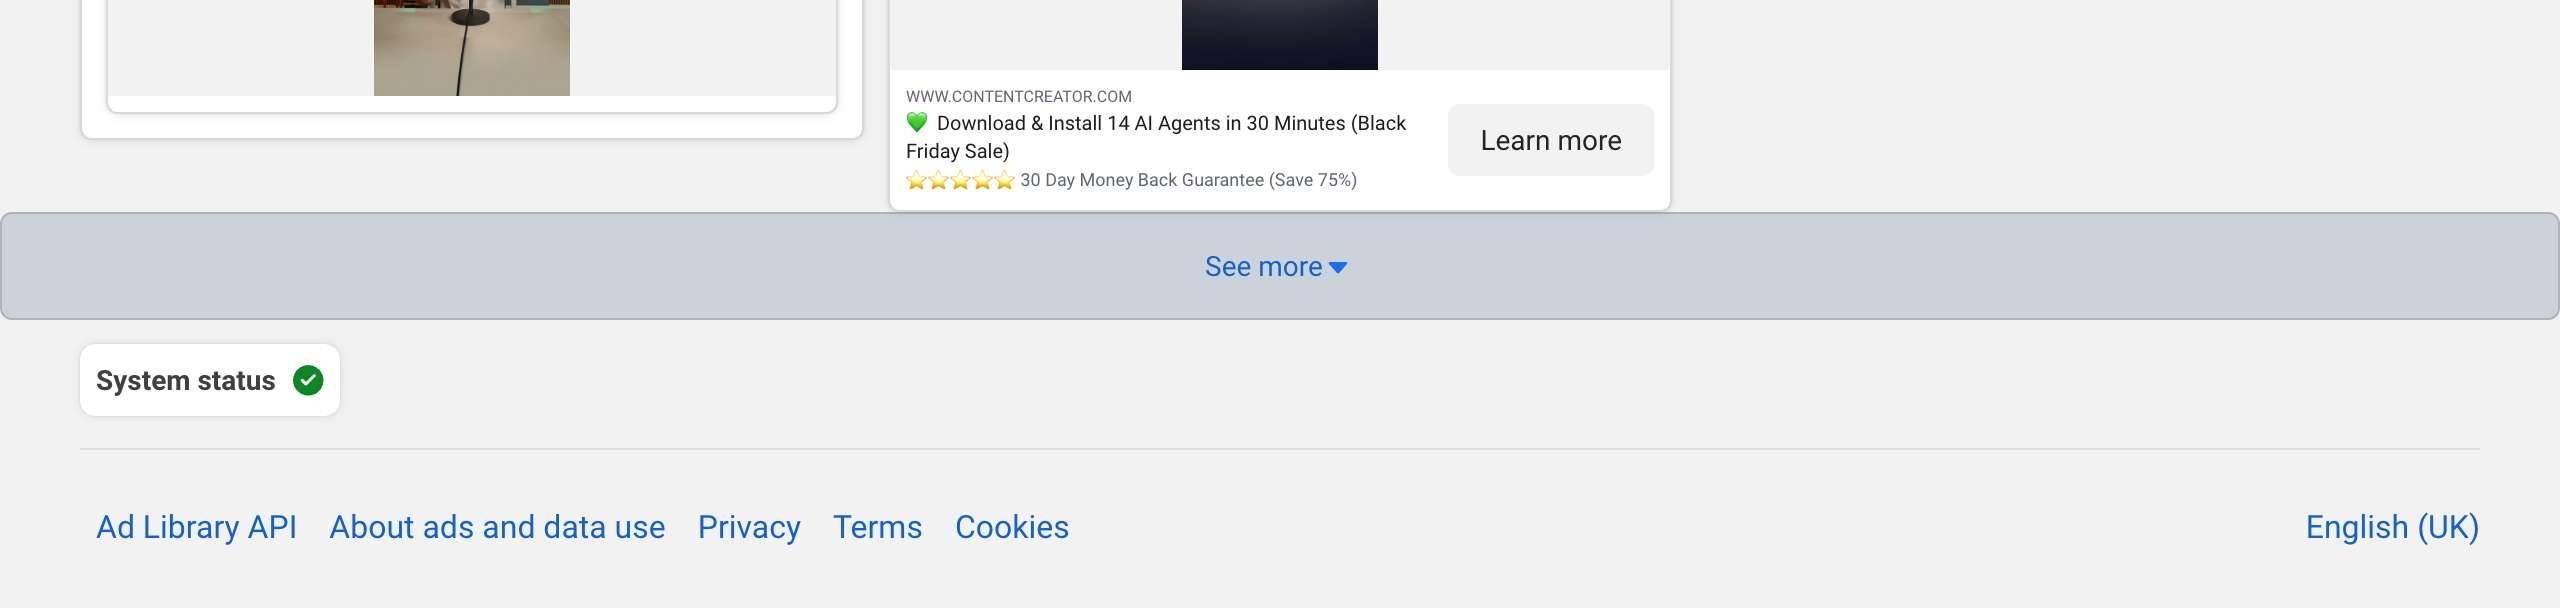 WWW.CONTENTCREATOR.COM
💚 Download & Install 14 AI Agents in 30 Minutes (Black
Friday Sale)
⭐⭐⭐⭐⭐ 30 Day Money Back Guarantee (Save 75%)
Learn more
See more
System status
Ad Library API About ads and data use Privacy Terms Cookies English (UK)